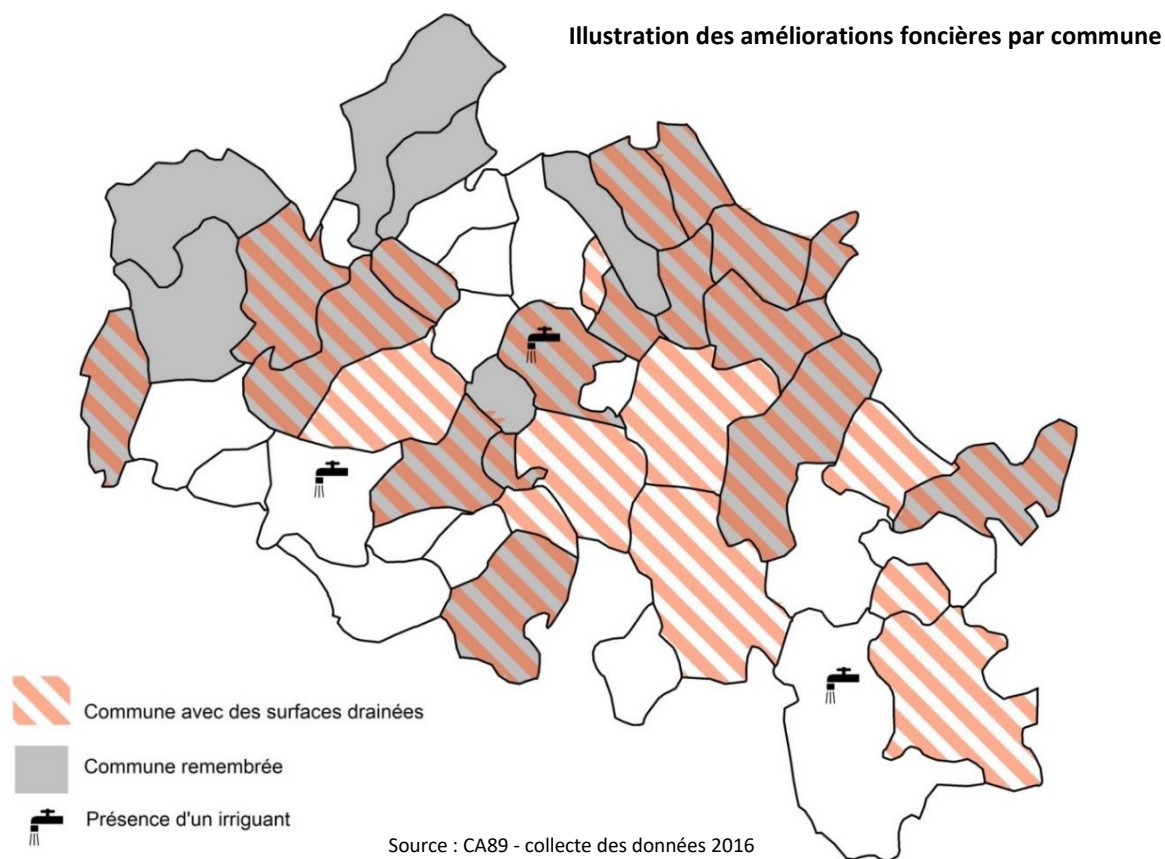 Illustration des améliorations foncières par commune
Commune avec des surfaces drainées
Commune remembrée
Présence d'un irriguant
Source : CA89 - collecte des données 2016